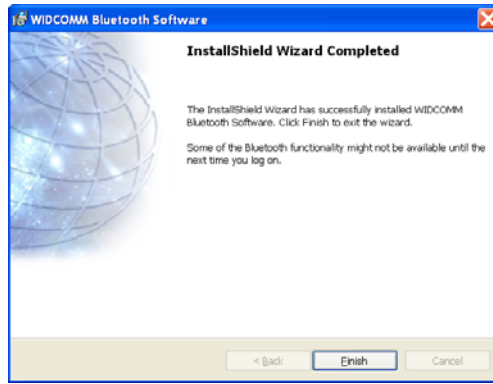 WIDCOMM Bluetooth Software
InstallShield Wizard Completed
The InstallShield Wizard has successfully installed WIDCOMM
Bluetooth Software. Click Finish to exit the wizard.
Some of the Bluetooth functionality might not be available until the
next time you log on.
< Back
Finish
Cancel